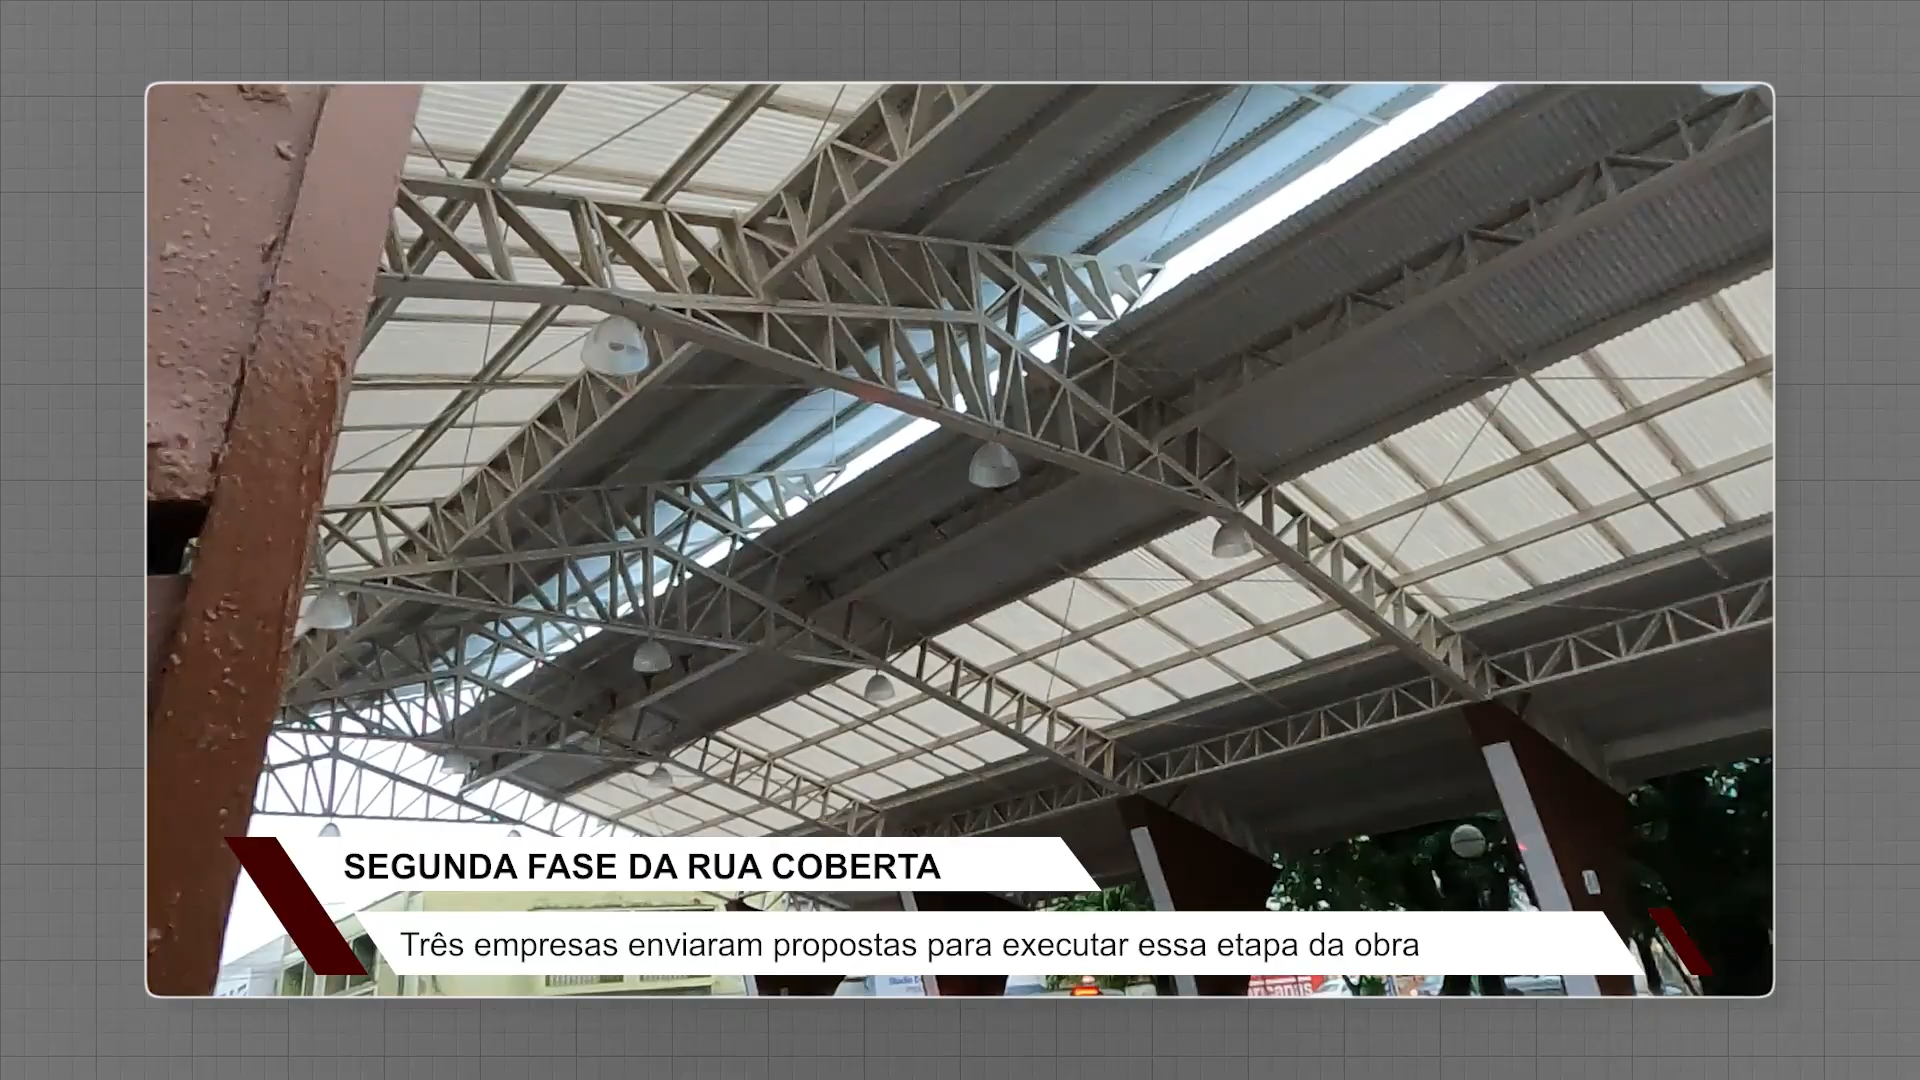 SEGUNDA FASE DA RUA COBERTA
Três empresas enviaram propostas para executar essa etapa da obra